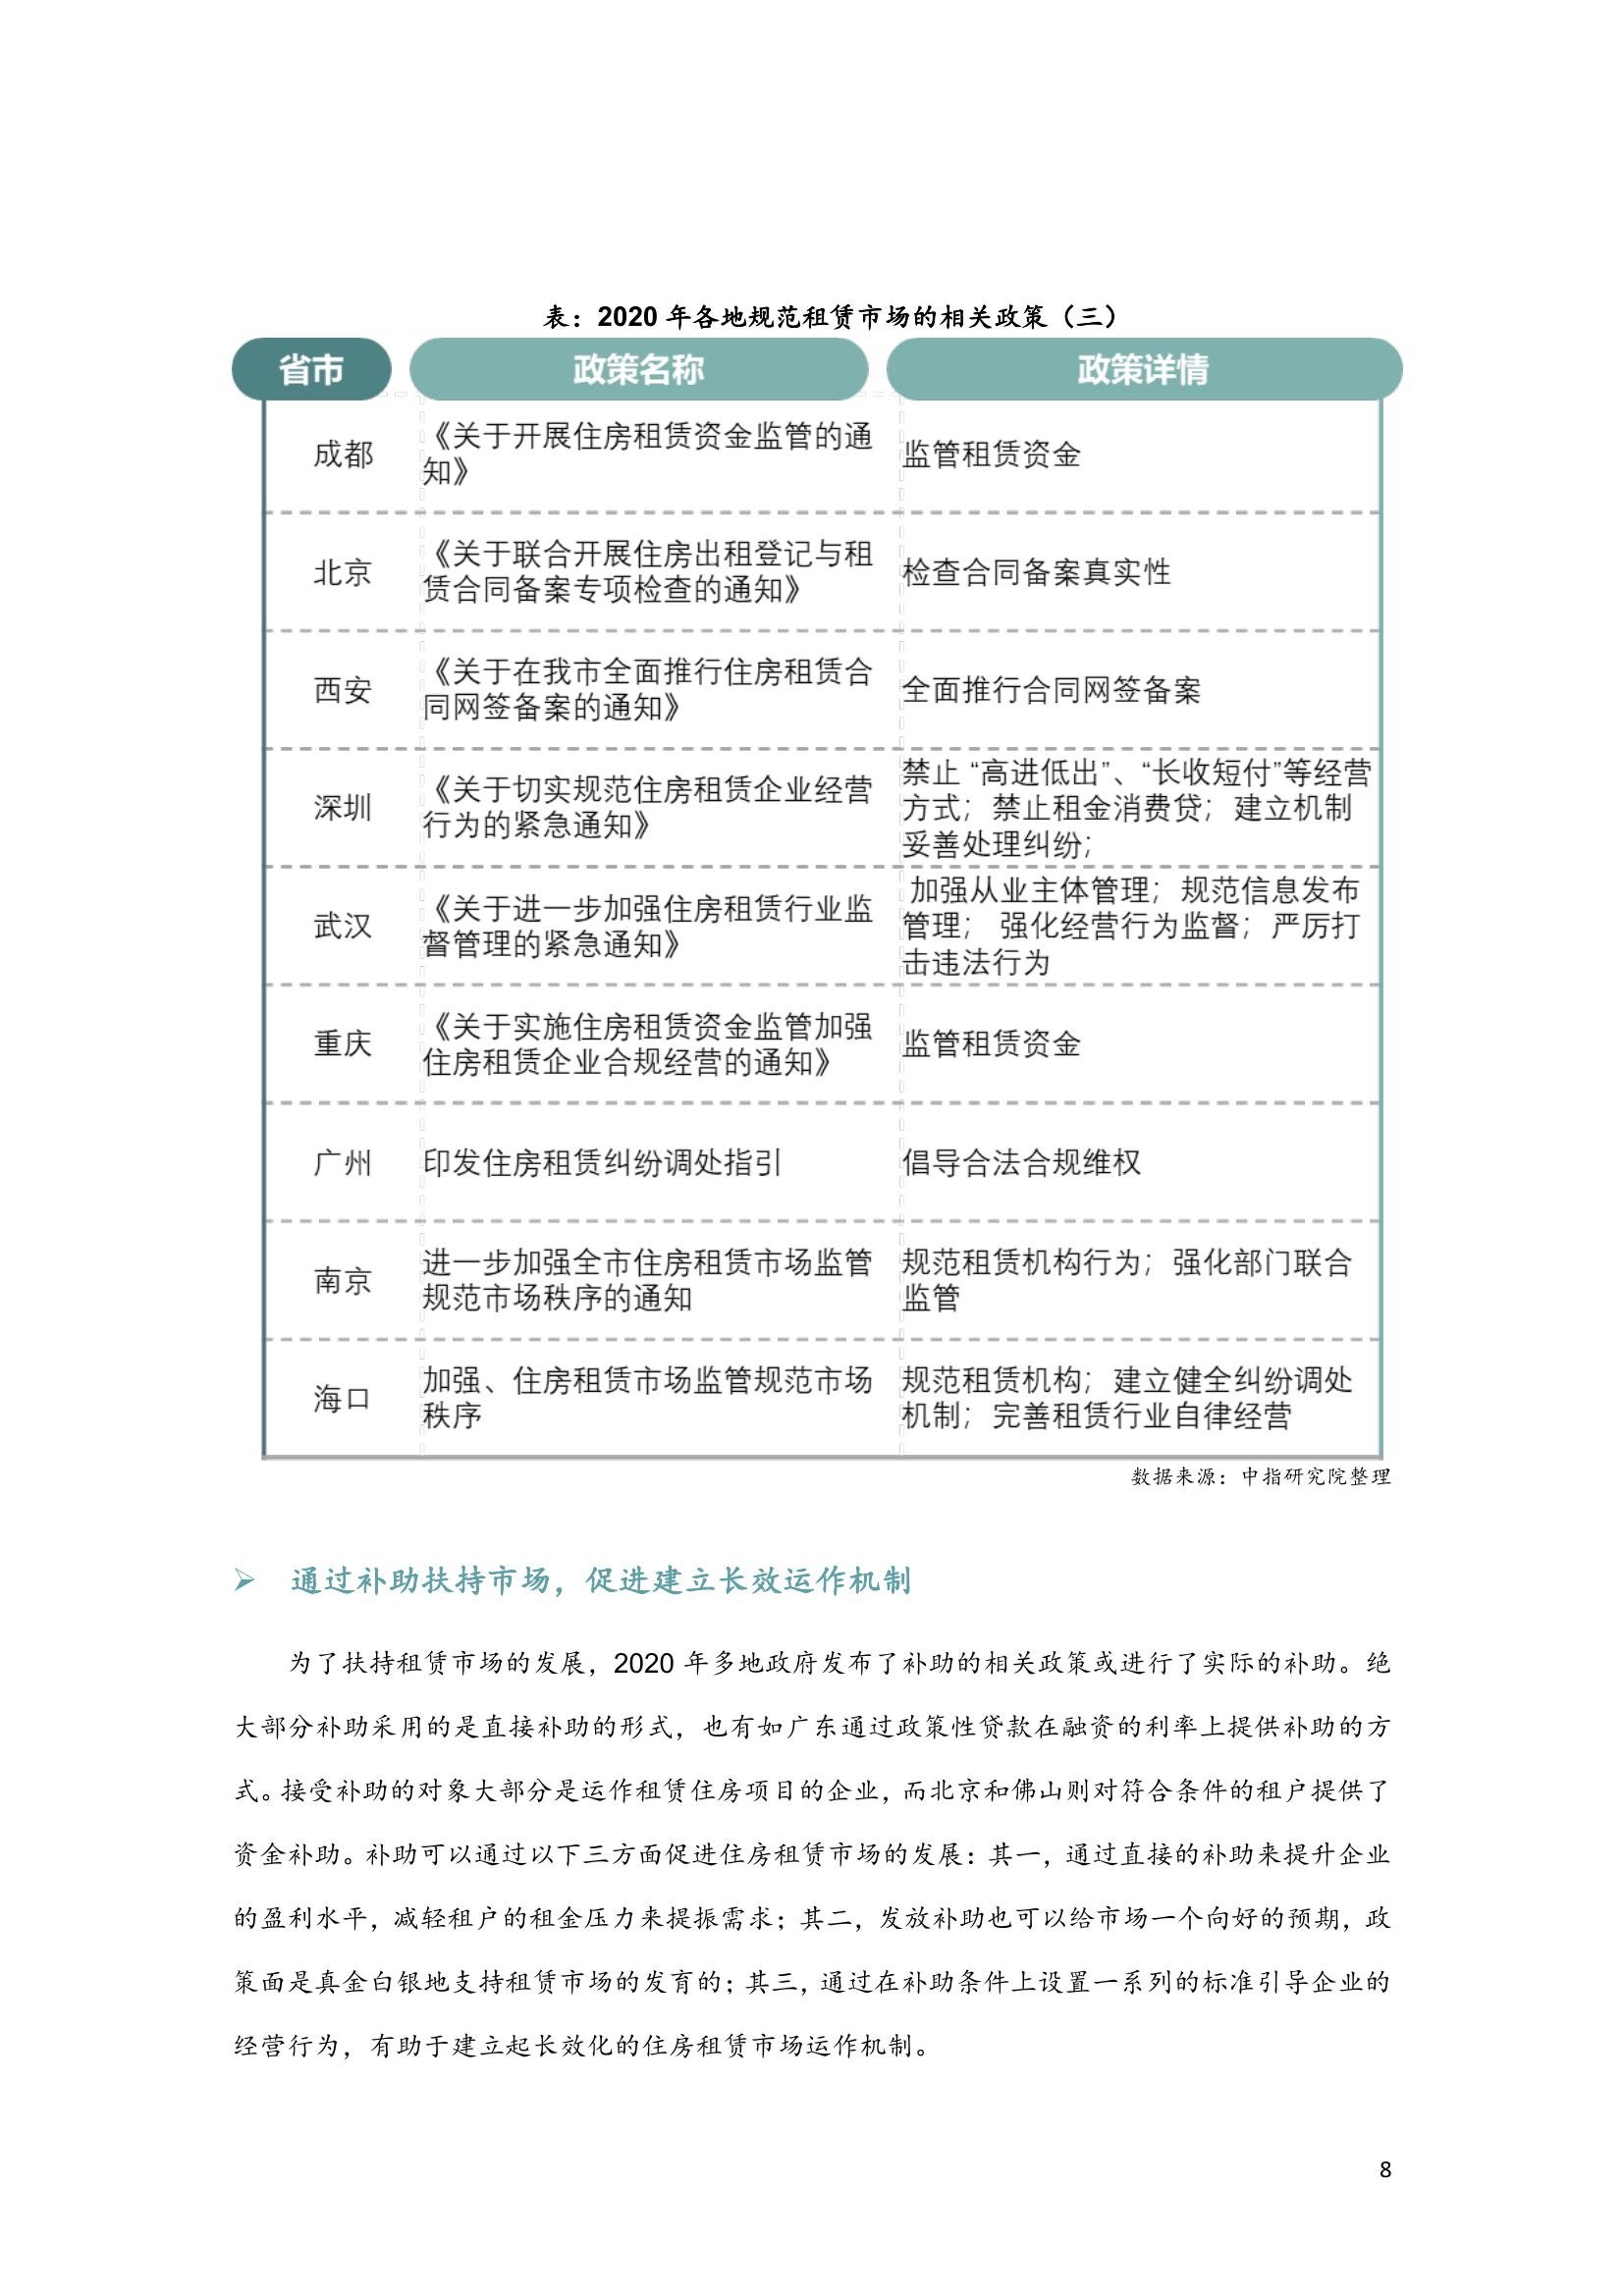 表：2020 年各地规范租赁市场的相关政策（三）
省市 政策名称 政策详情
成都
《关于开展住房租赁资金监管的通
知》
监管租赁资金
北京
《关于联合开展住房出租登记与租
赁合同备案专项检查的通知》
检查合同备案真实性
西安
《关于在我市全面推行住房租赁合
同网签备案的通知》
全面推行合同网签备案
深圳
《关于切实规范住房租赁企业经营
行为的紧急通知》
禁止 “高进低出”、“长收短付”等经营
方式；禁止租金消费贷；建立机制
妥善处理纠纷；
武汉
《关于进一步加强住房租赁行业监
督管理的紧急通知》
加强从业主体管理；规范信息发布
管理； 强化经营行为监督；严厉打
击违法行为
重庆
《关于实施住房租赁资金监管加强
住房租赁企业合规经营的通知》
监管租赁资金
广州
印发住房租赁纠纷调处指引
倡导合法合规维权
南京
进一步加强全市住房租赁市场监管
规范市场秩序的通知
规范租赁机构行为；强化部门联合
监管
海口
加强、住房租赁市场监管规范市场
秩序
规范租赁机构；建立健全纠纷调处
机制；完善租赁行业自律经营
数据来源：中指研究院整理
➢ 通过补助扶持市场，促进建立长效运作机制
为了扶持租赁市场的发展，2020 年多地政府发布了补助的相关政策或进行了实际的补助。绝
大部分补助采用的是直接补助的形式，也有如广东通过政策性贷款在融资的利率上提供补助的方
式。接受补助的对象大部分是运作租赁住房项目的企业，而北京和佛山则对符合条件的租户提供了
资金补助。补助可以通过以下三方面促进住房租赁市场的发展：其一，通过直接的补助来提升企业
的盈利水平，减轻租户的租金压力来提振需求；其二，发放补助也可以给市场一个向好的预期，政
策面是真金白银地支持租赁市场的发育的；其三，通过在补助条件上设置一系列的标准引导企业的
经营行为，有助于建立起长效化的住房租赁市场运作机制。
8